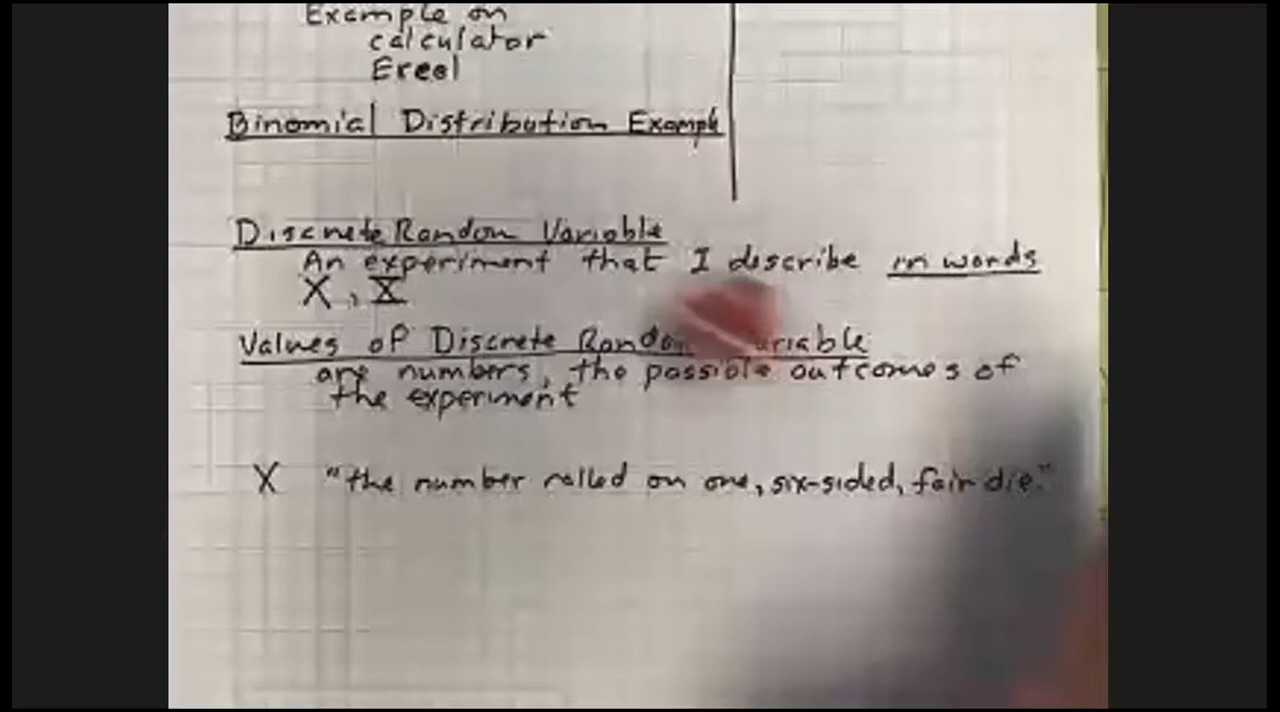 Example on
calculator
Excel
Binomial Distribution Example
Discrete Random Variable
An experiment that I describe in words
X, X
Values of Discrete Random Variable
are numbers, the possible outcomes of
the experiment
X "the number rolled on one, six-sided, fair die."